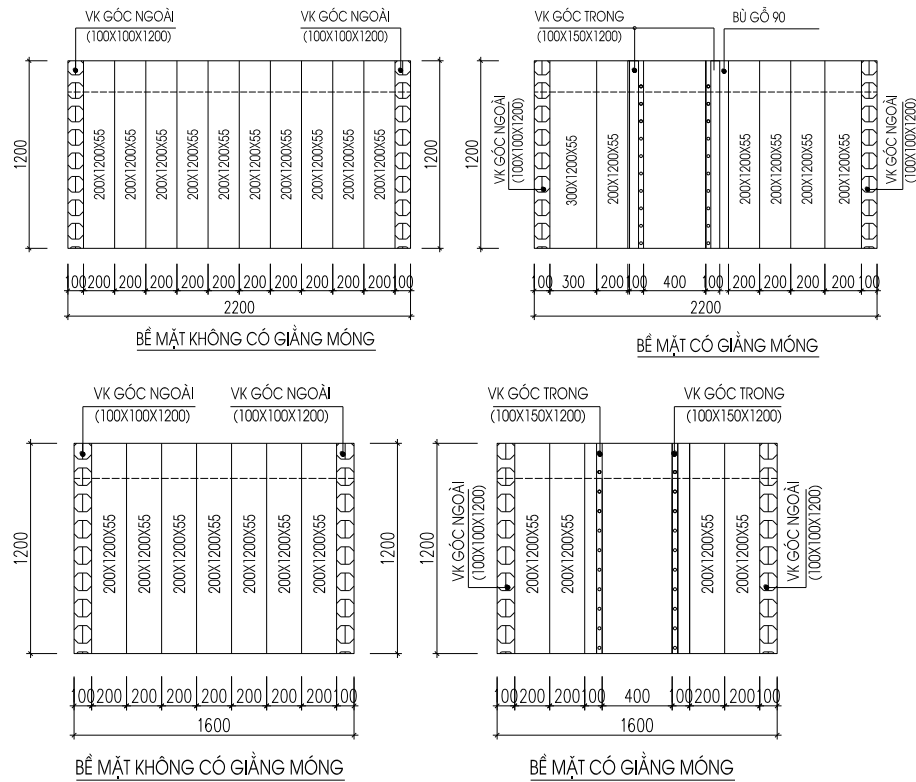 VK GÓC NGOÀI
(100X100X1200)
VK GÓC NGOÀI
(100X100X1200)
1200
200X1200X55
200X1200X55
200X1200X55
200X1200X55
200X1200X55
200X1200X55
200X1200X55
200X1200X55
200X1200X55
200X1200X55
1200
100 200 200 200 200 200 200 200 200 200 200 100
2200
BỀ MẶT KHÔNG CÓ GIẰNG MÓNG
VK GÓC TRONG
(100X150X1200)
BÙ GỖ 90
1200
VK GÓC NGOÀI
(100X100X1200)
300X1200X55
200X1200X55
200X1200X55
200X1200X55
200X1200X55
200X1200X55
VK GÓC NGOÀI
(100X100X1200)
100 300 200 100 400 100 200 200 200 200 100
2200
BỀ MẶT CÓ GIẰNG MÓNG
VK GÓC NGOÀI
(100X100X1200)
VK GÓC NGOÀI
(100X100X1200)
1200
200X1200X55
200X1200X55
200X1200X55
200X1200X55
200X1200X55
200X1200X55
200X1200X55
1200
100 200 200 200 200 200 200 200 100
1600
BỀ MẶT KHÔNG CÓ GIẰNG MÓNG
VK GÓC TRONG
(100X150X1200)
VK GÓC TRONG
(100X150X1200)
1200
VK GÓC NGOÀI
(100X100X1200)
200X1200X55
200X1200X55
200X1200X55
200X1200X55
VK GÓC NGOÀI
(100X100X1200)
100 200 200 100 400 100 200 200 100
1600
BỀ MẶT CÓ GIẰNG MÓNG